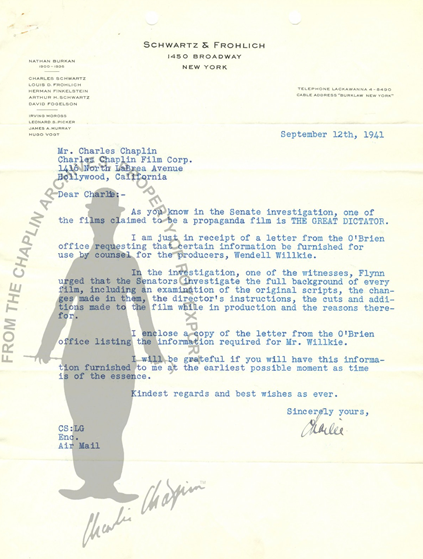 SCHWARTZ & FROHLICH
1450 BROADWAY
NEW YORK
NATHAN BURKAN
CHARLES SCHWARTZ
LOUIS D. FROHLICH
HERMAN FINKELSTEIN
ARTHUR H. SCHWARTZ
DAVID FOGELSON
IRVING MOROSS
LEONARD S. PICKER
JAMES A. MURRAY
HUGO VOGT
TELEPHONE LACKAWANNA 4-8490
CABLE ADDRESS "BURKLAW NEW YORK"
September 12th, 1941
Mr. Charles Chaplin
Charles Chaplin Film Corp.
1416 North LaBrea Avenue
Hollywood, California
Dear Charlie:-
As you know in the Senate investigation, one of
the films claimed to be a propaganda film is THE GREAT DICTATOR.
I am just in receipt of a letter from the O'Brien
office requesting that certain information be furnished for
use by counsel for the producers, Wendell Willkie.
In the investigation, one of the witnesses, Flynn
urged that the Senators investigate the full background of every
film, including an examination of the original scripts, the chan-
ges made in them, the director's instructions, the cuts and addi-
tions made to the film while in production and the reasons there-
for.
I enclose a copy of the letter from the O'Brien
office listing the information required for Mr. Willkie.
I will be grateful if you will have this informa-
tion furnished to me at the earliest possible moment as time
is of the essence.
Kindest regards and best wishes as ever.
Sincerely yours,
Charlie
CS:LG
Enc.
Air Mail
Charlie Chaplin
FROM THE CHAPLIN ARCHIVES
PROPERTY OF